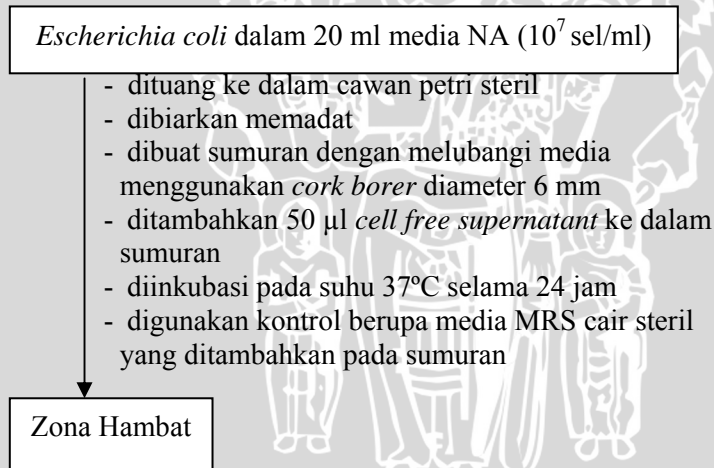 Escherichia coli dalam 20 ml media NA (10⁷ sel/ml)
- dituang ke dalam cawan petri steril
- dibiarkan memadat
- dibuat sumuran dengan melubangi media
menggunakan cork borer diameter 6 mm
- ditambahkan 50 µl cell free supernatant ke dalam
sumuran
- diinkubasi pada suhu 37ºC selama 24 jam
- digunakan kontrol berupa media MRS cair steril
yang ditambahkan pada sumuran
Zona Hambat